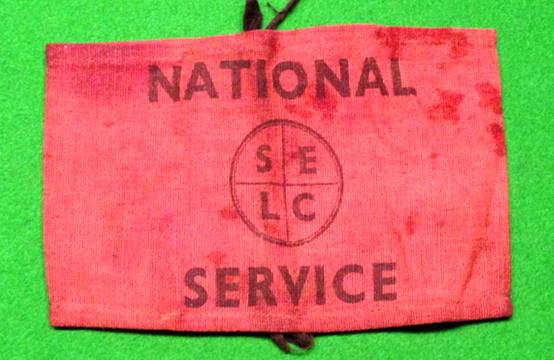 NATIONAL
S E
L C
SERVICE